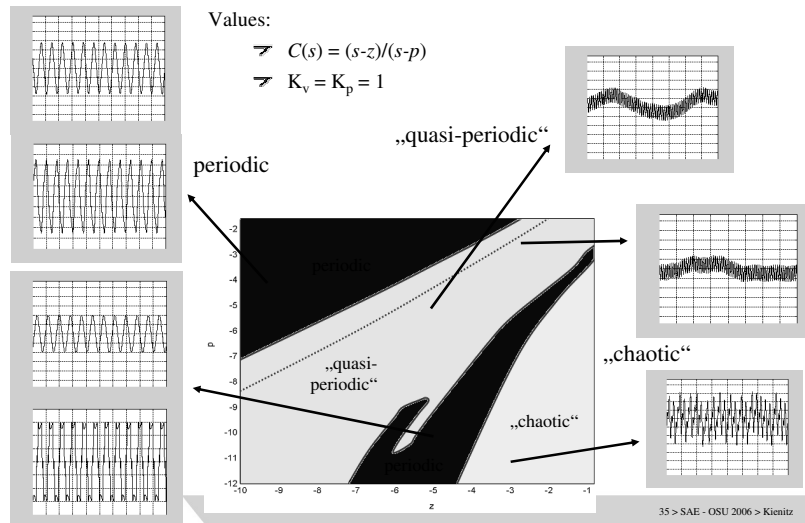 Values:
C(s) = (s-z)/(s-p)
Kv = Kp = 1
„quasi-periodic“
periodic
periodic
„quasi-
periodic“
„chaotic“
„chaotic“
periodic
-2
-3
-4
-5
-6
-7
-8
-9
-10
-11
-12
p
-10 -9 -8 -7 -6 -5 -4 -3 -2 -1
z
35 > SAE - OSU 2006 > Kienitz